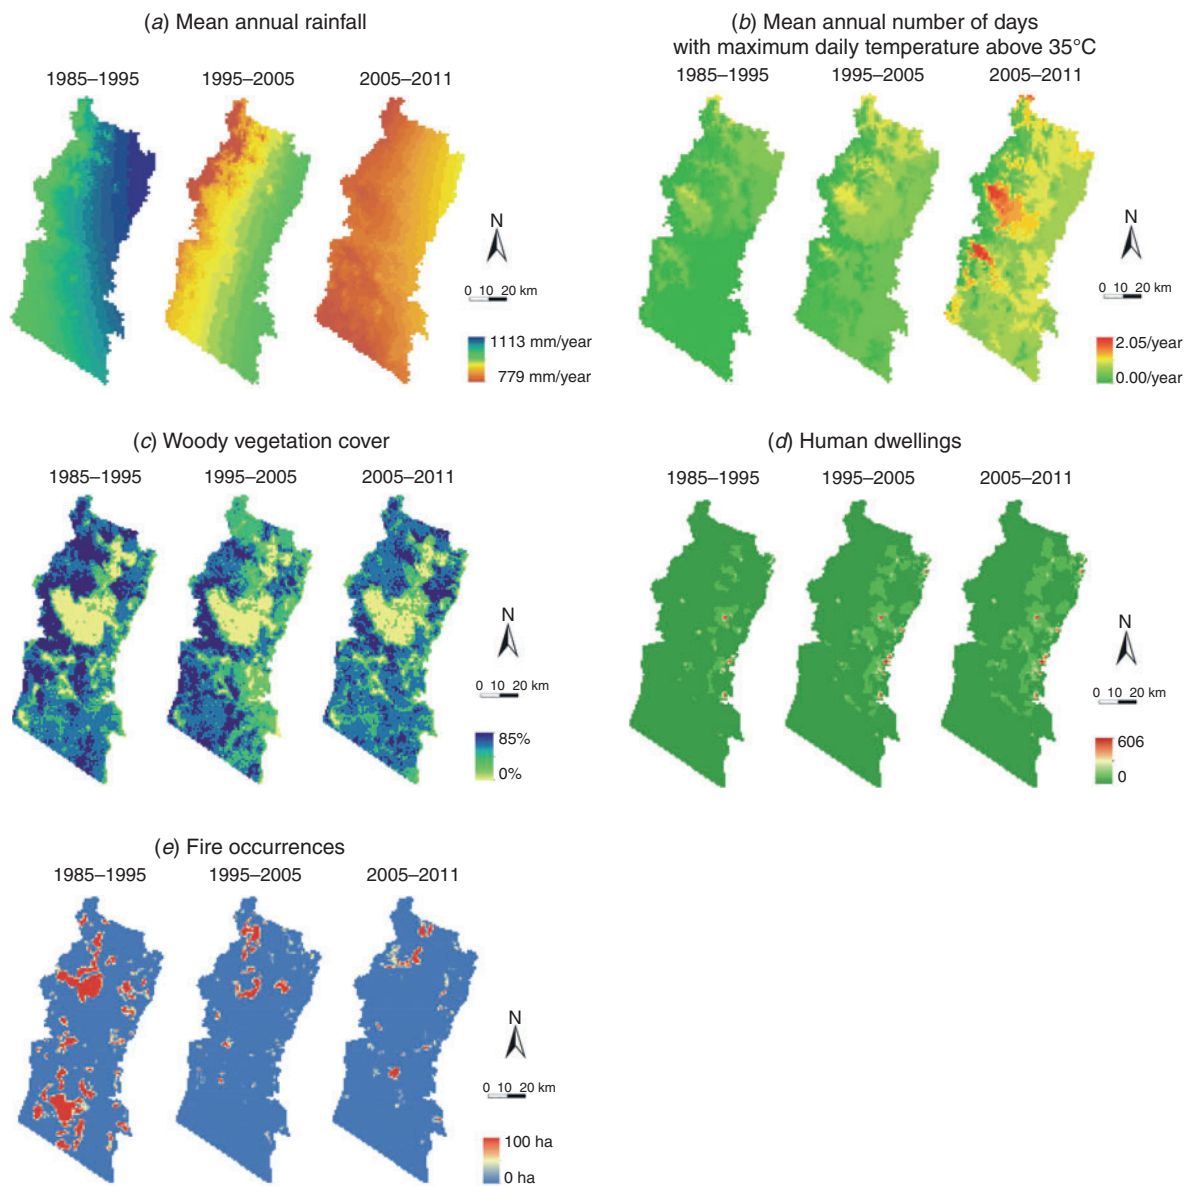 (a) Mean annual rainfall
1985–1995
1995–2005
2005–2011
N
0 10 20 km
1113 mm/year
779 mm/year
(b) Mean annual number of days
with maximum daily temperature above 35°C
1985–1995
1995–2005
2005–2011
N
0 10 20 km
2.05/year
0.00/year
(c) Woody vegetation cover
1985–1995
1995–2005
2005–2011
N
0 10 20 km
85%
0%
(d) Human dwellings
1985–1995
1995–2005
2005–2011
N
0 10 20 km
606
0
(e) Fire occurrences
1985–1995
1995–2005
2005–2011
N
0 10 20 km
100 ha
0 ha